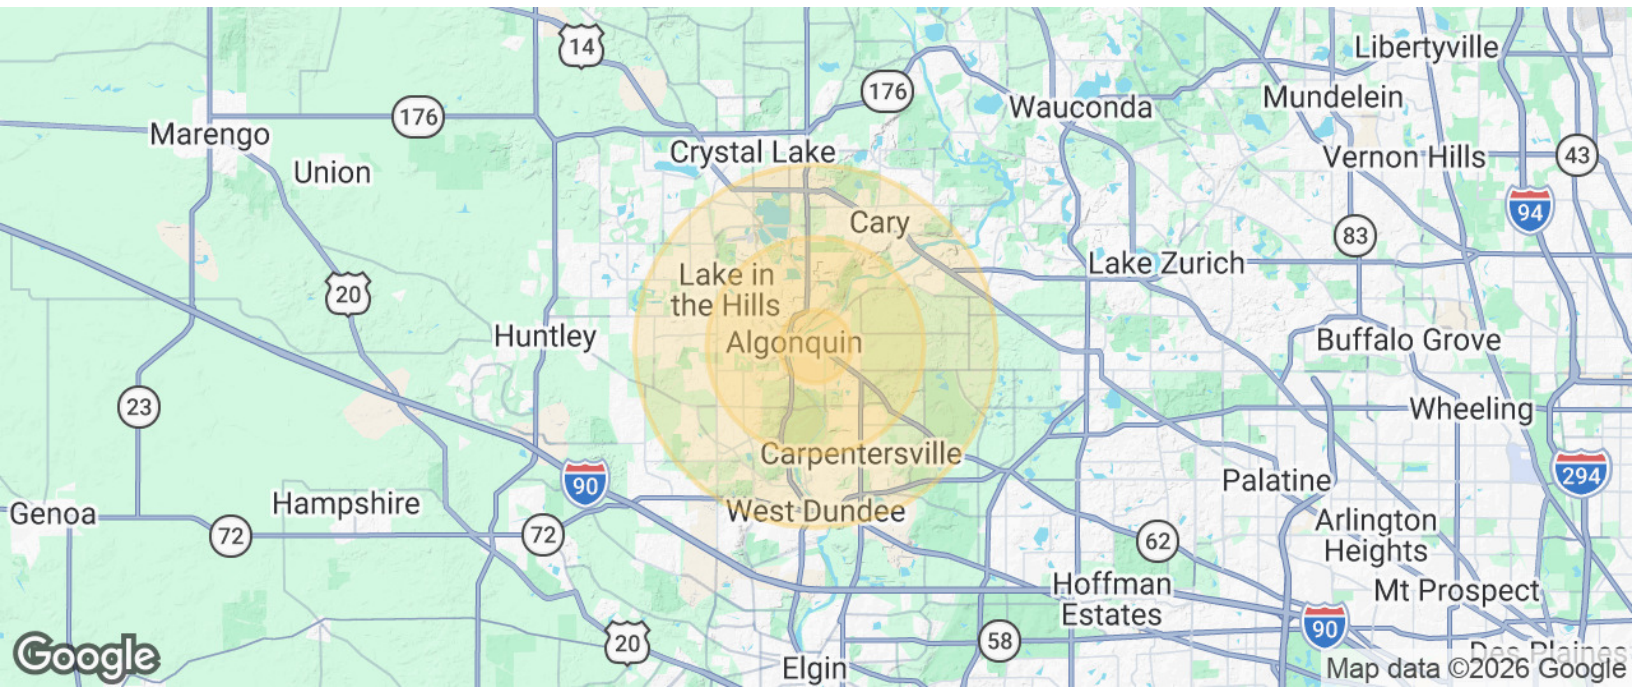 14
Libertyville
176
Mundelein
Wauconda
176
Marengo
Crystal Lake
Vernon Hills
43
Union
94
Cary
83
Lake Zurich
Lake in
the Hills
20
Huntley
Algonquin
Buffalo Grove
23
Wheeling
Carpentersville
294
90
Palatine
Hampshire
Genoa
West Dundee
72
72
62
Arlington
Heights
Hoffman
Estates
Mt Prospect
90
20
58
Des Plaines
Google
Elgin
Map data ©2026 Google